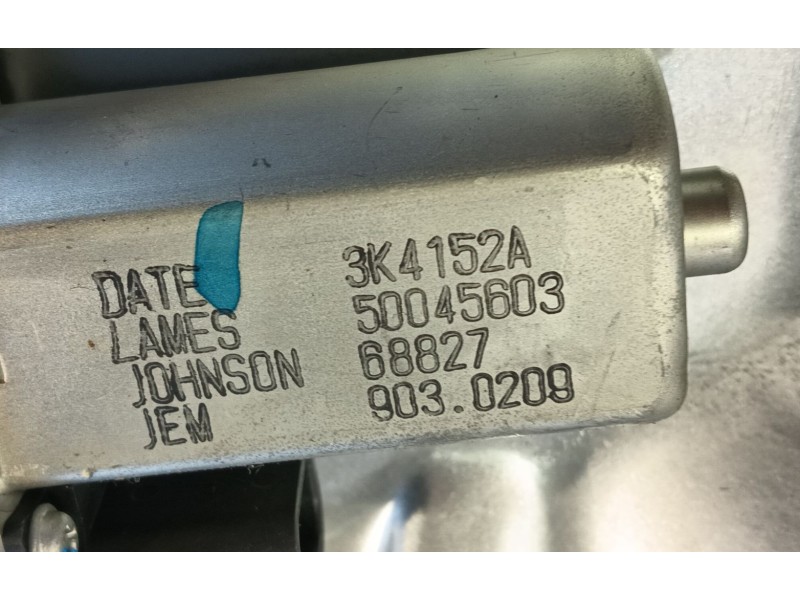 DATE 3K4152A
LAMES 50045603
JOHNSON 68827
JEM 903.0209